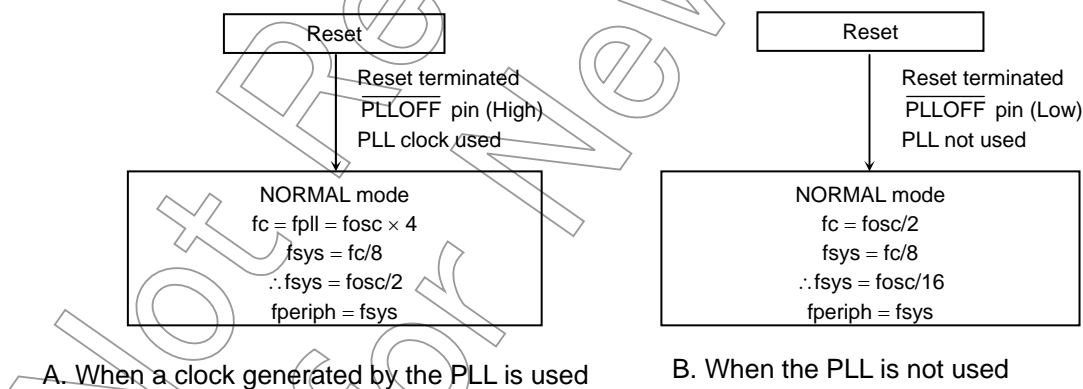 Reset
Reset terminated
PLLOFF pin (High)
PLL clock used
NORMAL mode
fc = fpll = fosc × 4
fsys = fc/8
∴fsys = fosc/2
fperiph = fsys
A. When a clock generated by the PLL is used
Reset
Reset terminated
PLLOFF pin (Low)
PLL not used
NORMAL mode
fc = fosc/2
fsys = fc/8
∴fsys = fosc/16
fperiph = fsys
B. When the PLL is not used